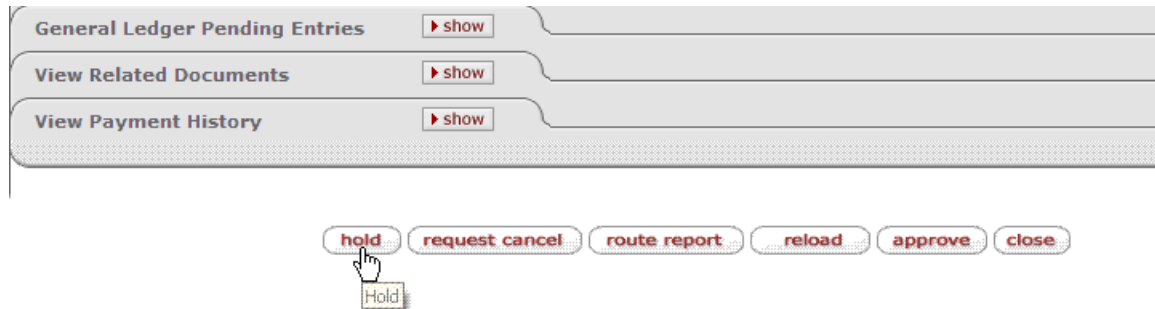 General Ledger Pending Entries show
View Related Documents show
View Payment History show
hold request cancel route report reload approve close
Hold